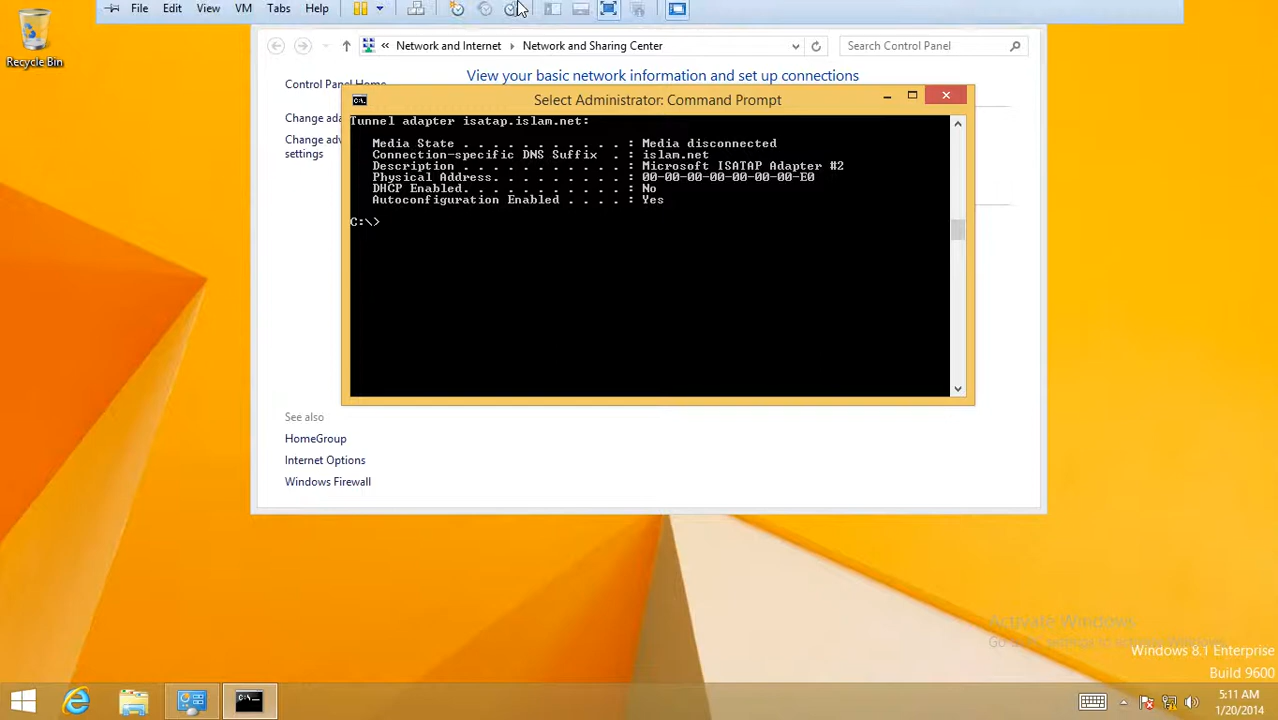 File Edit View VM Tabs Help
Recycle Bin
« Network and Internet Network and Sharing Center
Search Control Panel
Control Panel Home
View your basic network information and set up connections
Change ada
Change adv
settings
Select Administrator: Command Prompt
Tunnel adapter isatap.islam.net:
Media State . . . . . . . . . . . : Media disconnected
Connection-specific DNS Suffix . : islam.net
Description . . . . . . . . . . . : Microsoft ISATAP Adapter #2
Physical Address. . . . . . . . . : 00-00-00-00-00-00-00-E0
DHCP Enabled. . . . . . . . . . . : No
Autoconfiguration Enabled . . . . : Yes
C:\>
See also
HomeGroup
Internet Options
Windows Firewall
Activate Windows
Windows 8.1 Enterprise
Build 9600
5:11 AM
1/20/2014